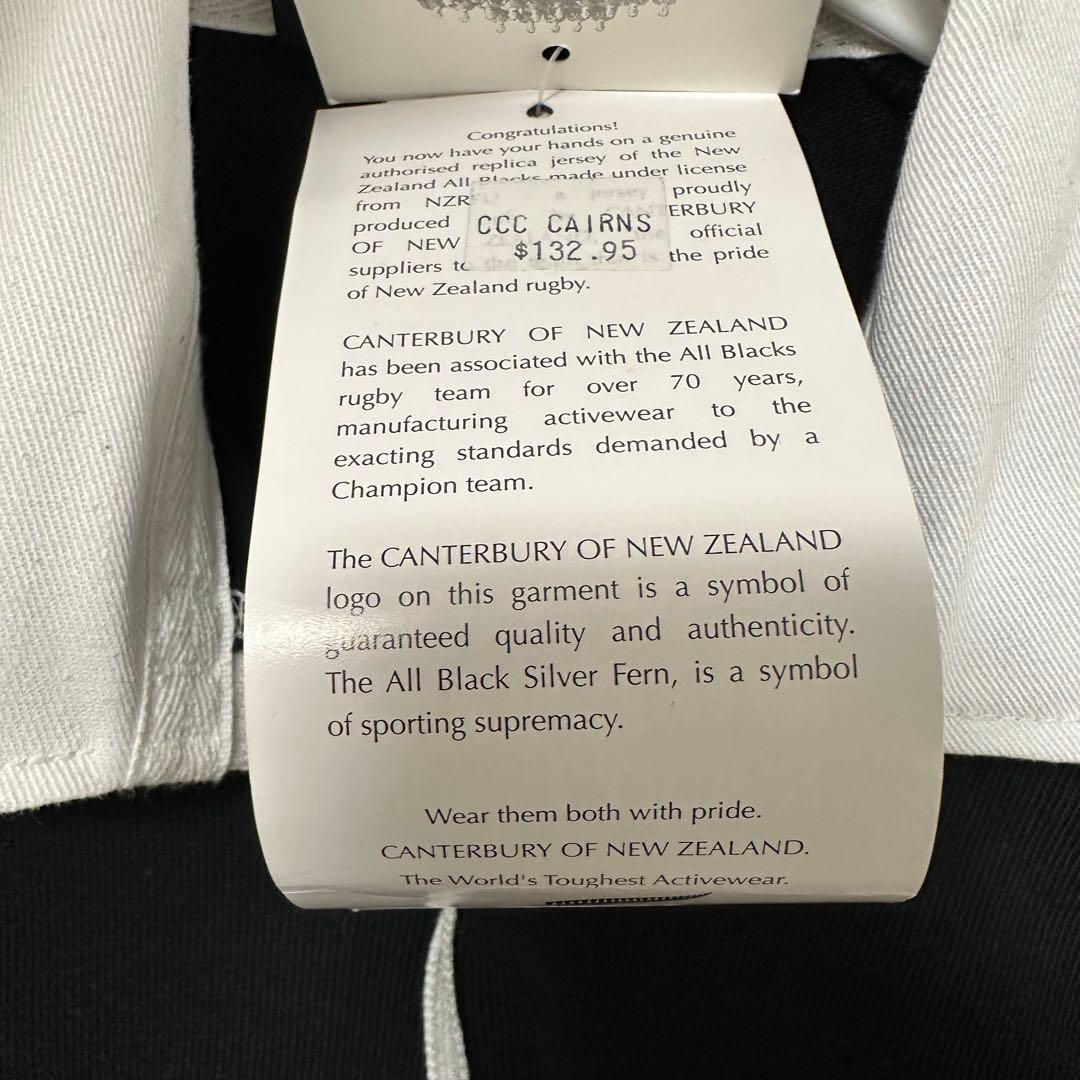 Congratulations!
You now have your hands on a genuine
authorised replica jersey of the New
Zealand All Blacks made under license
from NZR proudly
produced ERBURY
OF NEW official
suppliers to the pride
of New Zealand rugby.
CCC CAIRNS
$132.95
CANTERBURY OF NEW ZEALAND
has been associated with the All Blacks
rugby team for over 70 years,
manufacturing activewear to the
exacting standards demanded by a
Champion team.
The CANTERBURY OF NEW ZEALAND
logo on this garment is a symbol of
guaranteed quality and authenticity.
The All Black Silver Fern, is a symbol
of sporting supremacy.
Wear them both with pride.
CANTERBURY OF NEW ZEALAND.
The World's Toughest Activewear.